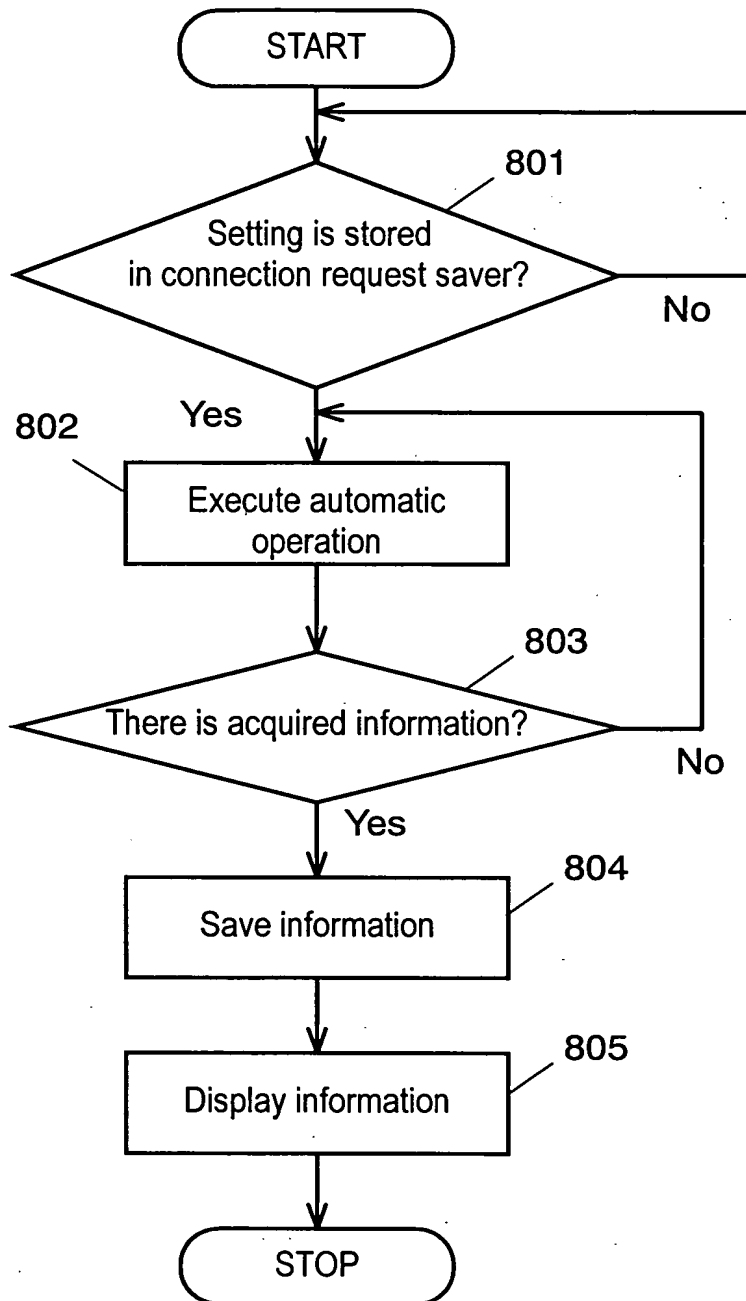 START
801
Setting is stored
in connection request saver?
No
Yes
802
Execute automatic
operation
803
There is acquired information?
No
Yes
804
Save information
805
Display information
STOP